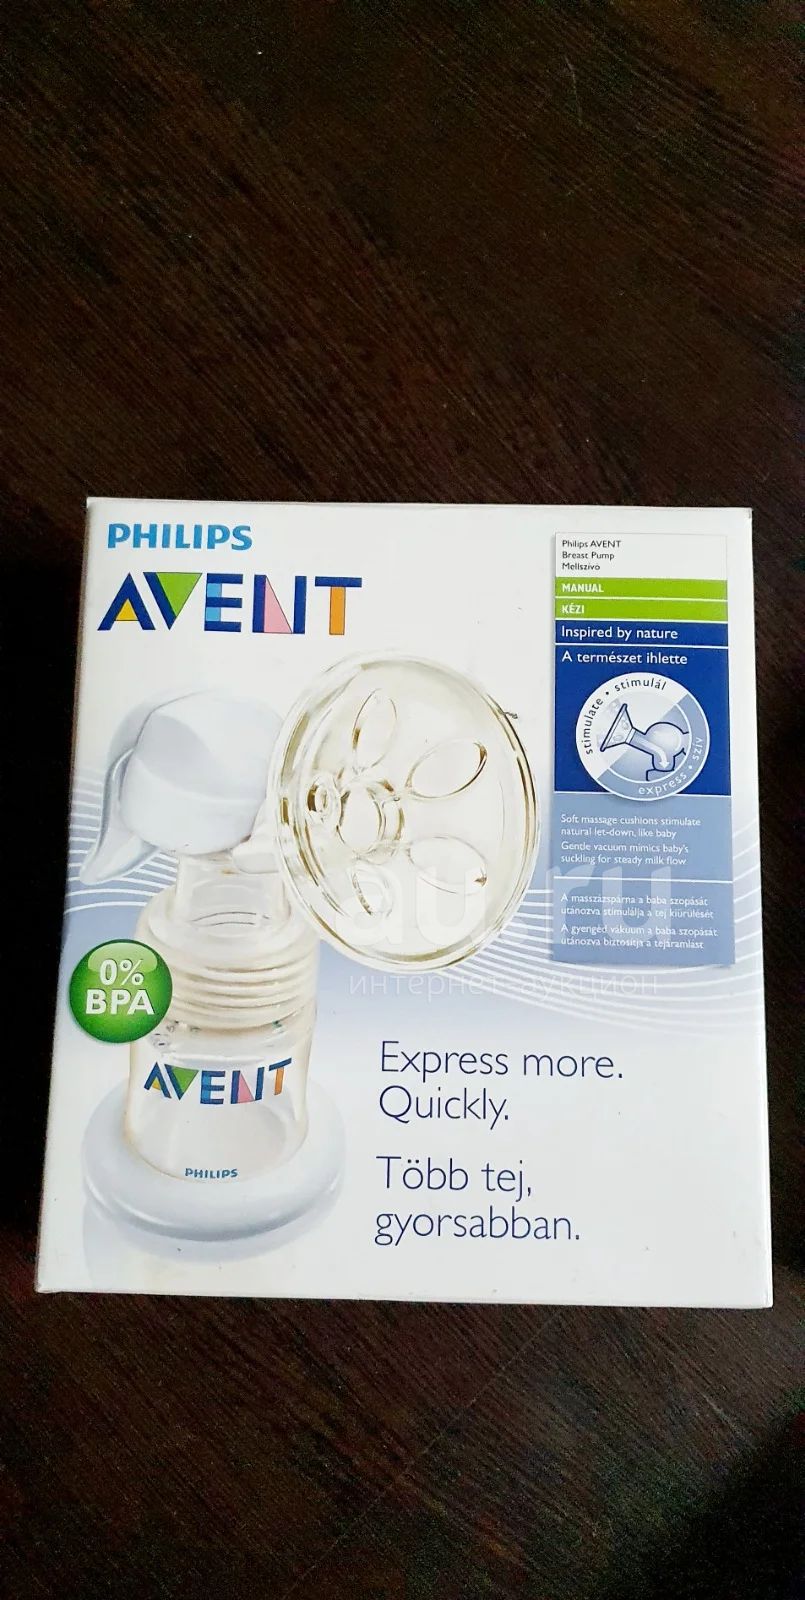 PHILIPS
AVENT
Philips AVENT
Breast Pump
Mellszívó
MANUAL
KÉZI
Inspired by nature
A természet ihlette
stimulate • stimulál
express • szív
Soft massage cushions stimulate
natural let-down, like baby
Gentle vacuum mimics baby's
suckling for steady milk flow
A masszázspárna a baba szopását
utánozva stimulálja a tej kiürülését
A gyengéd vákuum a baba szopását
utánozva biztosítja a tejáramlást
au.ru
интернет-аукцион
0%
BPA
AVENT
PHILIPS
Express more.
Quickly.
Több tej,
gyorsabban.